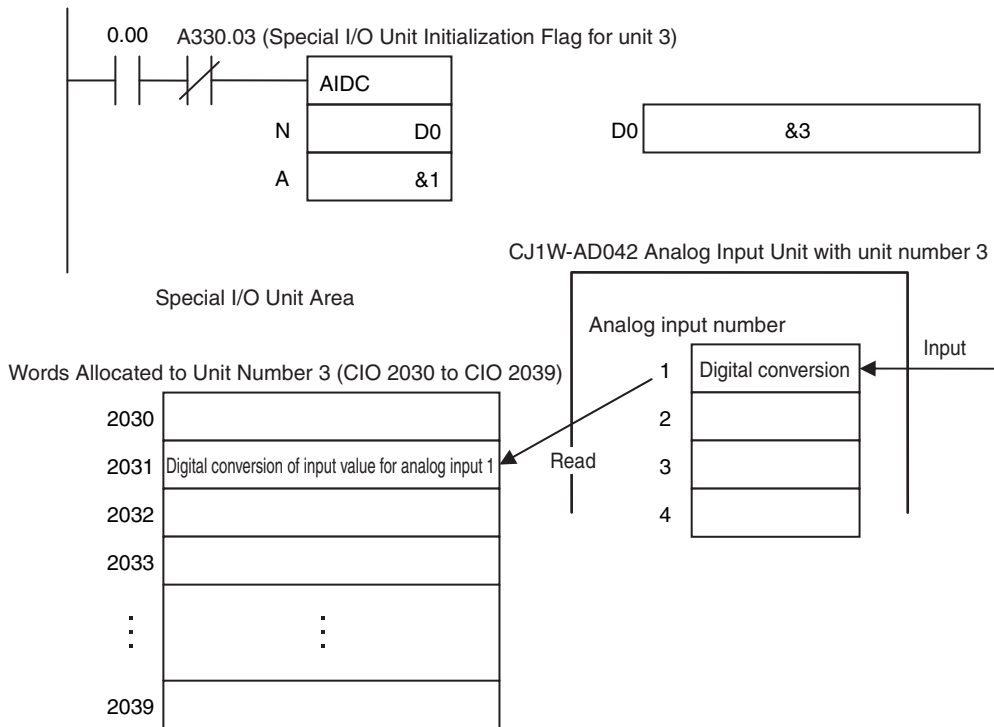 0.00 A330.03 (Special I/O Unit Initialization Flag for unit 3)
AIDC
N D0
A &1
D0 &3
CJ1W-AD042 Analog Input Unit with unit number 3
Special I/O Unit Area
Analog input number
Input
Words Allocated to Unit Number 3 (CIO 2030 to CIO 2039)
1 Digital conversion
2030
2
2031 Digital conversion of input value for analog input 1
Read
3
2032
4
2033
2039